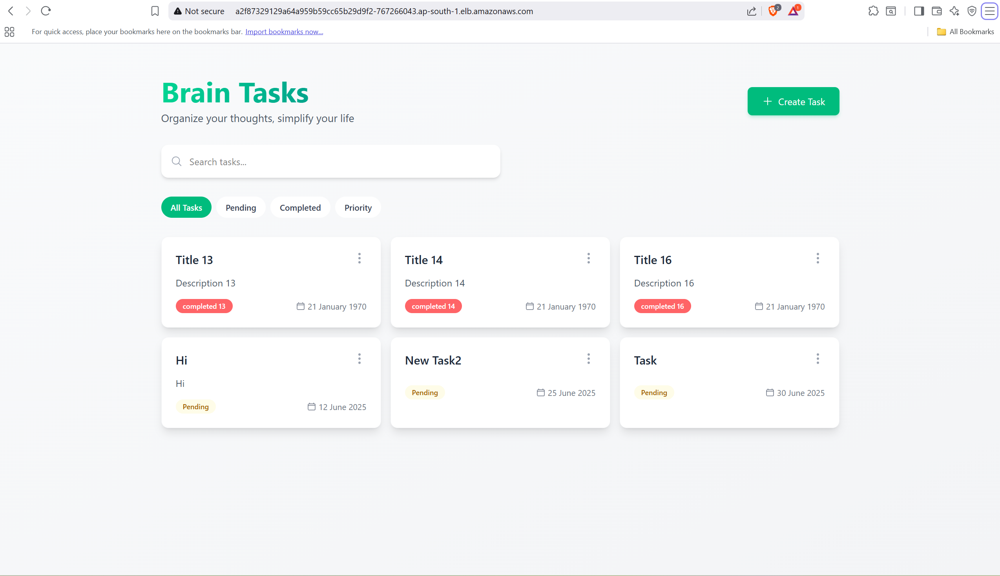 Not secure a2f87329129a64a959b59cc65b29d9f2-767266043.ap-south-1.elb.amazonaws.com 2 1
For quick access, place your bookmarks here on the bookmarks bar. Import bookmarks now... All Bookmarks
Brain Tasks
Organize your thoughts, simplify your life
Create Task
Search tasks...
All Tasks Pending Completed Priority
Title 13
Description 13
completed 13 21 January 1970
Title 14
Description 14
completed 14 21 January 1970
Title 16
Description 16
completed 16 21 January 1970
Hi
Hi
Pending 12 June 2025
New Task2
Pending 25 June 2025
Task
Pending 30 June 2025